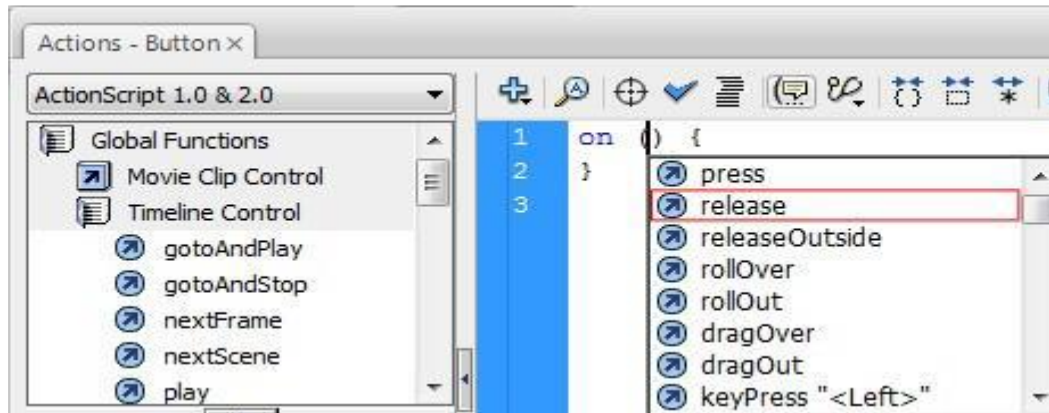 Actions - Button ×
ActionScript 1.0 & 2.0
Global Functions
Movie Clip Control
Timeline Control
gotoAndPlay
gotoAndStop
nextFrame
nextScene
play
1 on () {
2 }
3
press
release
releaseOutside
rollOver
rollOut
dragOver
dragOut
keyPress "<Left>"